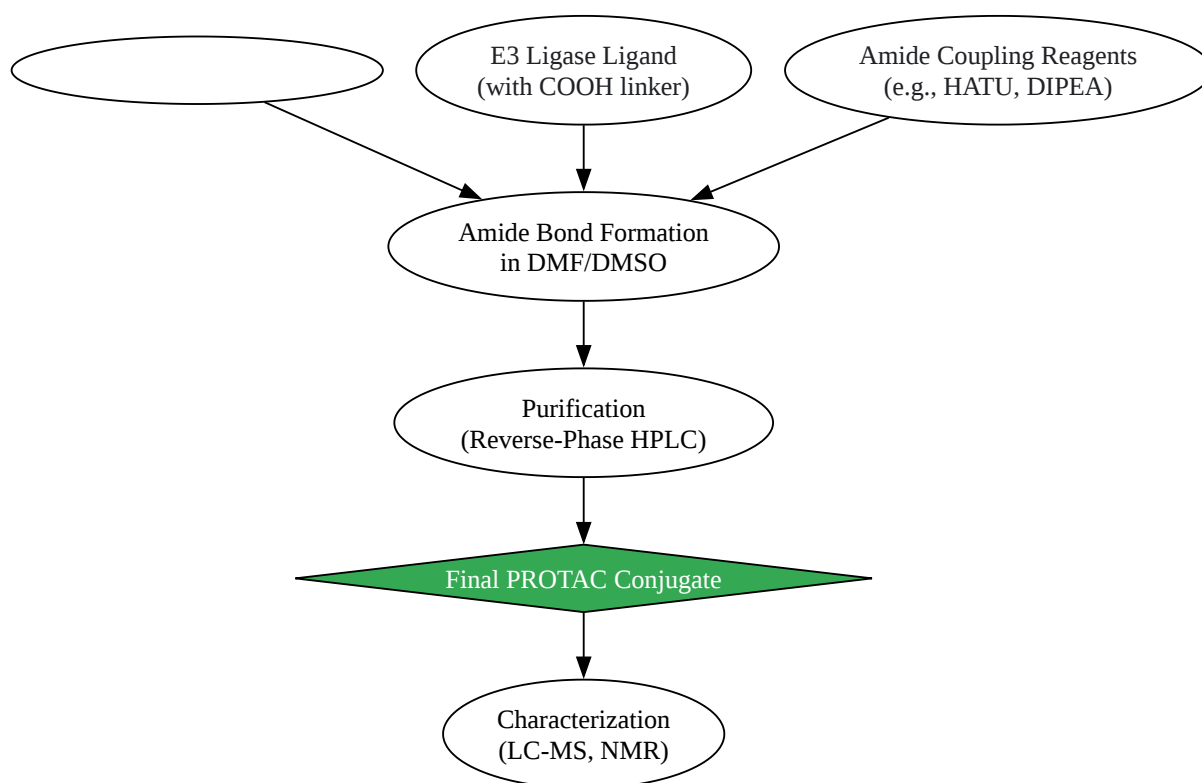 E3 Ligase Ligand
(with COOH linker)
Amide Coupling Reagents
(e.g., HATU, DIPEA)
Amide Bond Formation
in DMF/DMSO
Purification
(Reverse-Phase HPLC)
Final PROTAC Conjugate
Characterization
(LC-MS, NMR)